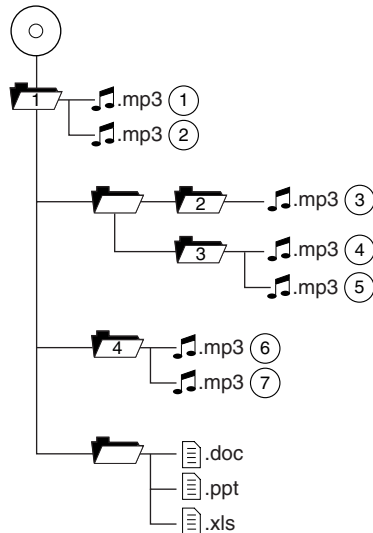 1 .mp3 1
.mp3 2
2 .mp3 3
3 .mp3 4
.mp3 5
4 .mp3 6
.mp3 7
.doc
.ppt
.xls